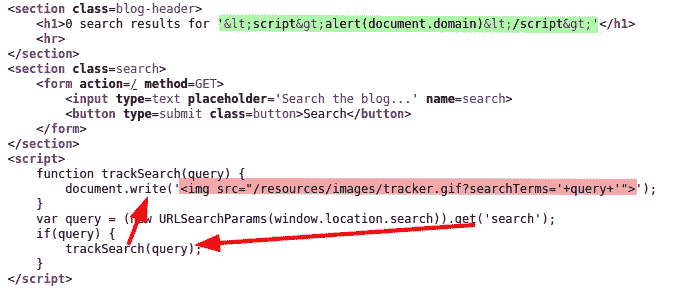 <section class=blog-header>
<h1>0 search results for '&lt;script&gt;alert(document.domain)&lt;/script&gt;'</h1>
<hr>
</section>
<section class=search>
<form action=/ method=GET>
<input type=text placeholder='Search the blog...' name=search>
<button type=submit class=button>Search</button>
</form>
</section>
<script>
function trackSearch(query) {
document.write('<img src="/resources/images/tracker.gif?searchTerms='+query+'">');
}
var query = (new URLSearchParams(window.location.search)).get('search');
if(query) {
trackSearch(query);
}
</script>